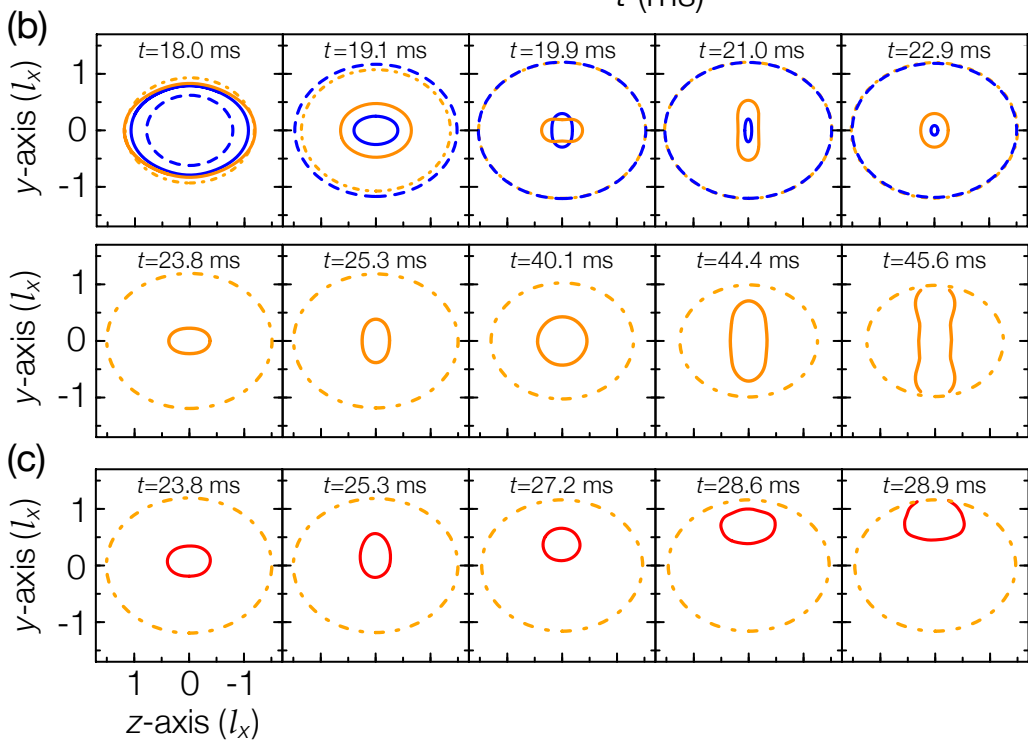 t (ms)
(b)
t=18.0 ms t=19.1 ms t=19.9 ms t=21.0 ms t=22.9 ms
y-axis (lx)
1
0
-1
t=23.8 ms t=25.3 ms t=40.1 ms t=44.4 ms t=45.6 ms
y-axis (lx)
1
0
-1
(c)
t=23.8 ms t=25.3 ms t=27.2 ms t=28.6 ms t=28.9 ms
y-axis (lx)
1
0
-1
1 0 -1
z-axis (lx)